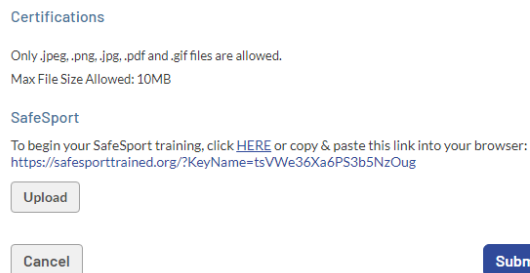 Certifications
Only .jpeg, .png, .jpg, .pdf and .gif files are allowed.
Max File Size Allowed: 10MB
SafeSport
To begin your SafeSport training, click HERE or copy & paste this link into your browser:
https://safesporttrained.org/?KeyName=tsVWe36Xa6PS3b5NzOug
Upload
Cancel